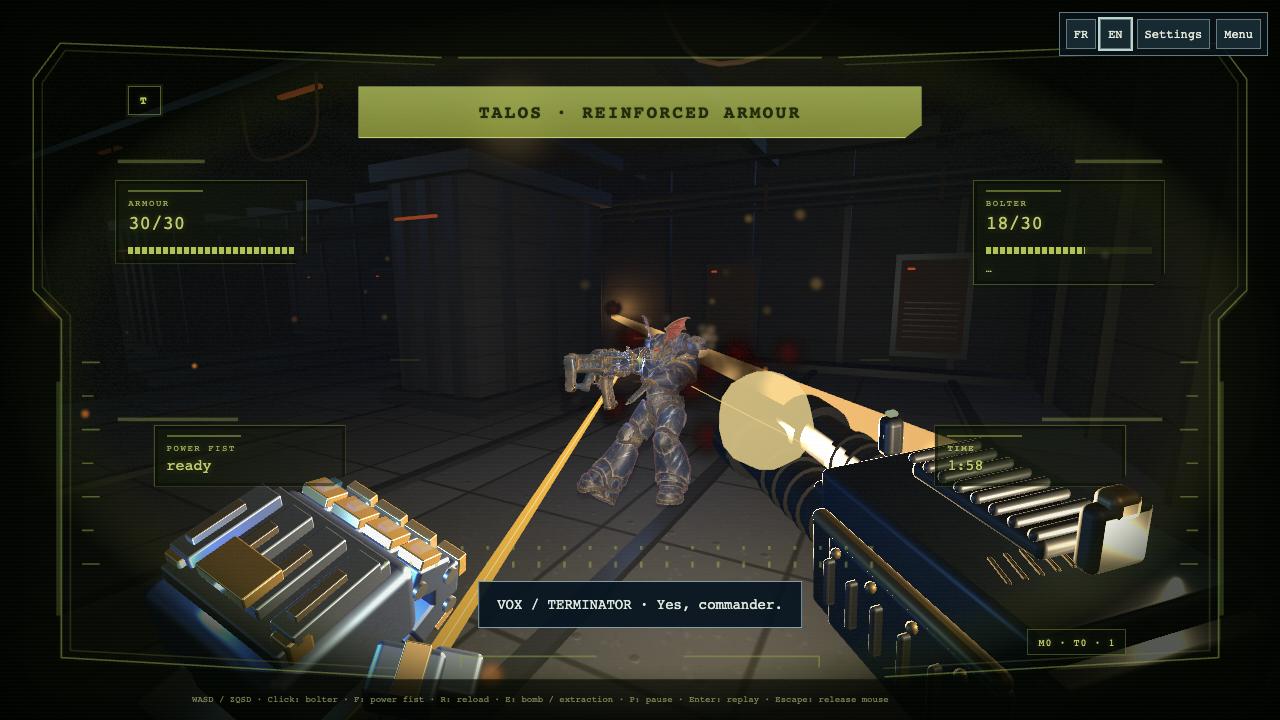 FR EN Settings Menu
T
TALOS · REINFORCED ARMOUR
ARMOUR
30/30
BOLTER
18/30
…
POWER FIST
ready
TIME
1:58
VOX / TERMINATOR · Yes, commander.
M0 · T0 · 1
WASD / ZQSD · Click: bolter · F: power fist · R: reload · E: bomb / extraction · P: pause · Enter: replay · Escape: release mouse